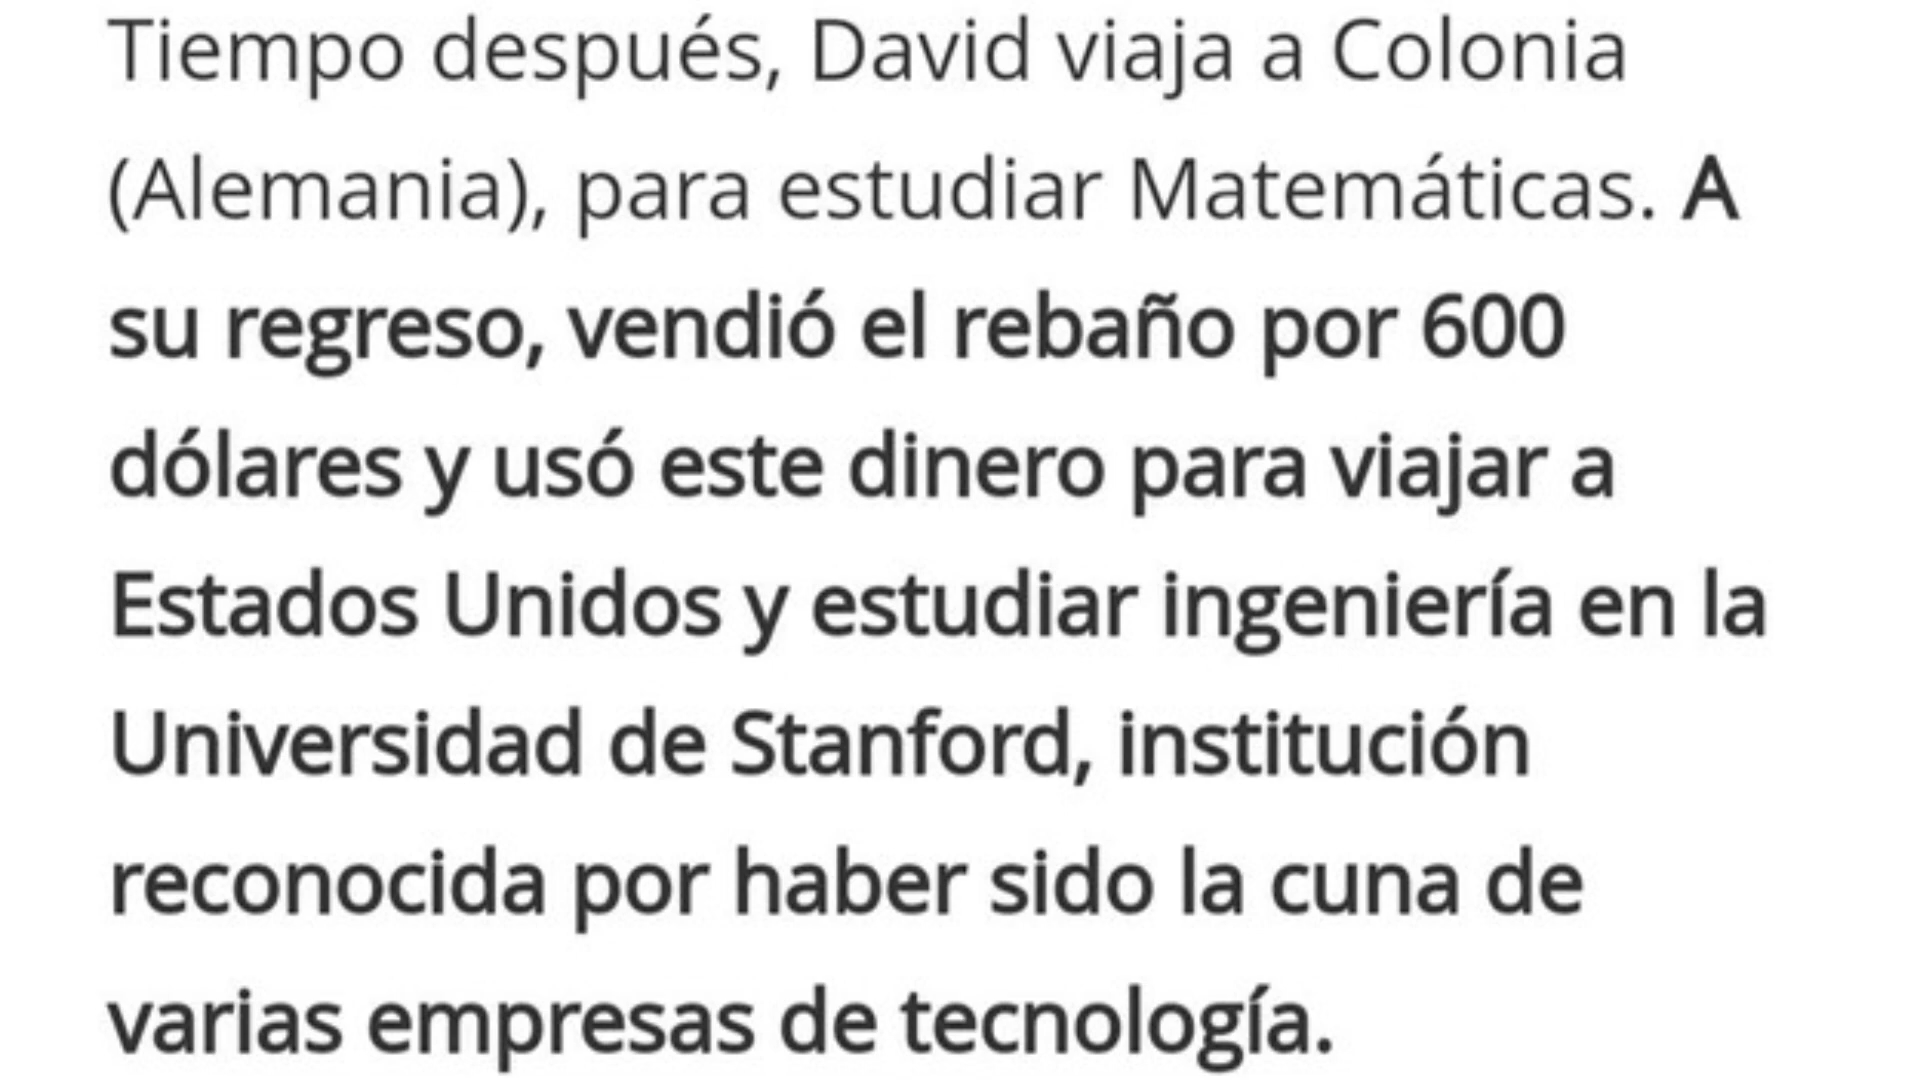 Tiempo después, David viaja a Colonia
(Alemania), para estudiar Matemáticas. A
su regreso, vendió el rebaño por 600
dólares y usó este dinero para viajar a
Estados Unidos y estudiar ingeniería en la
Universidad de Stanford, institución
reconocida por haber sido la cuna de
varias empresas de tecnología.